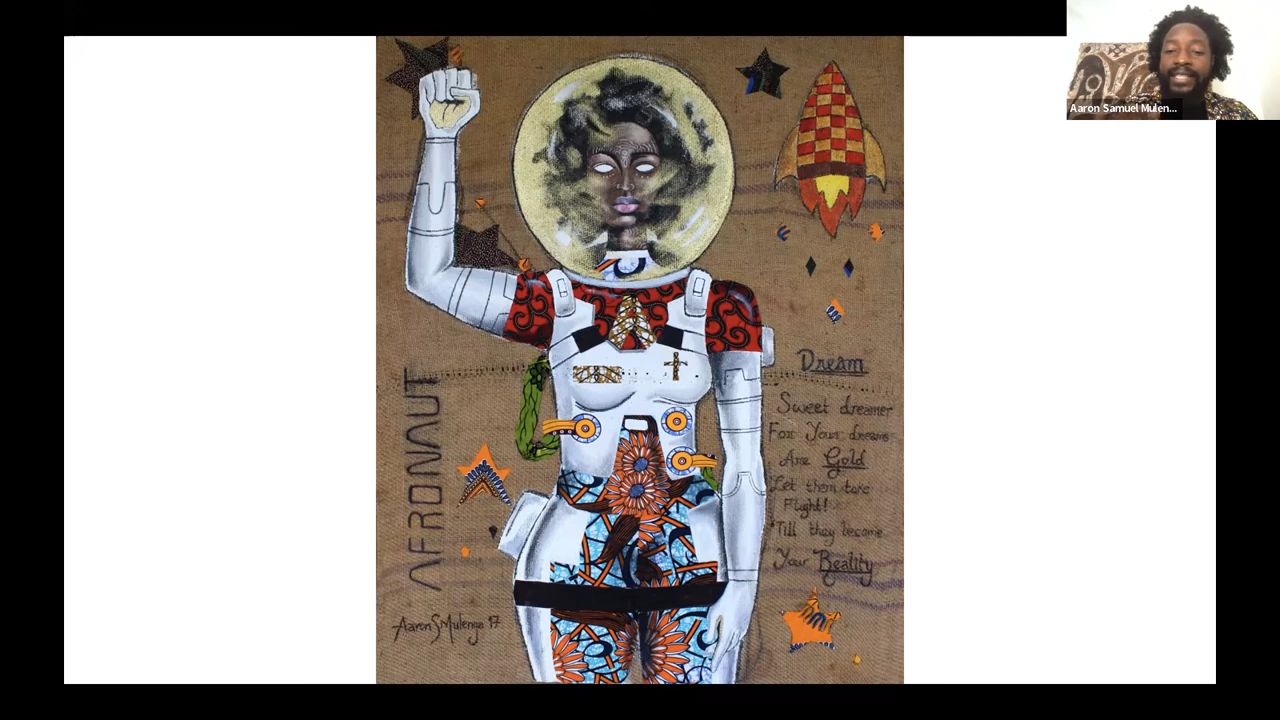 Aaron Samuel Mulen...
AFRONAUT
Dream
Sweet dreamer
For Your dreams
Are Gold
Let them take
Flight!
'Till they become
Your Reality
Aaron S Mulenga 17